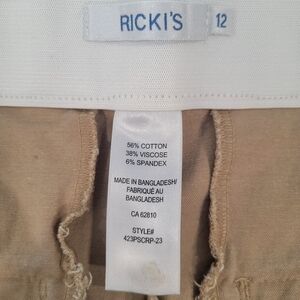 RICKI'S
12
56% COTTON
38% VISCOSE
6% SPANDEX
MADE IN BANGLADESH/
FABRIQUÉ AU
BANGLADESH
CA 62810
STYLE#
423PSCRP-23